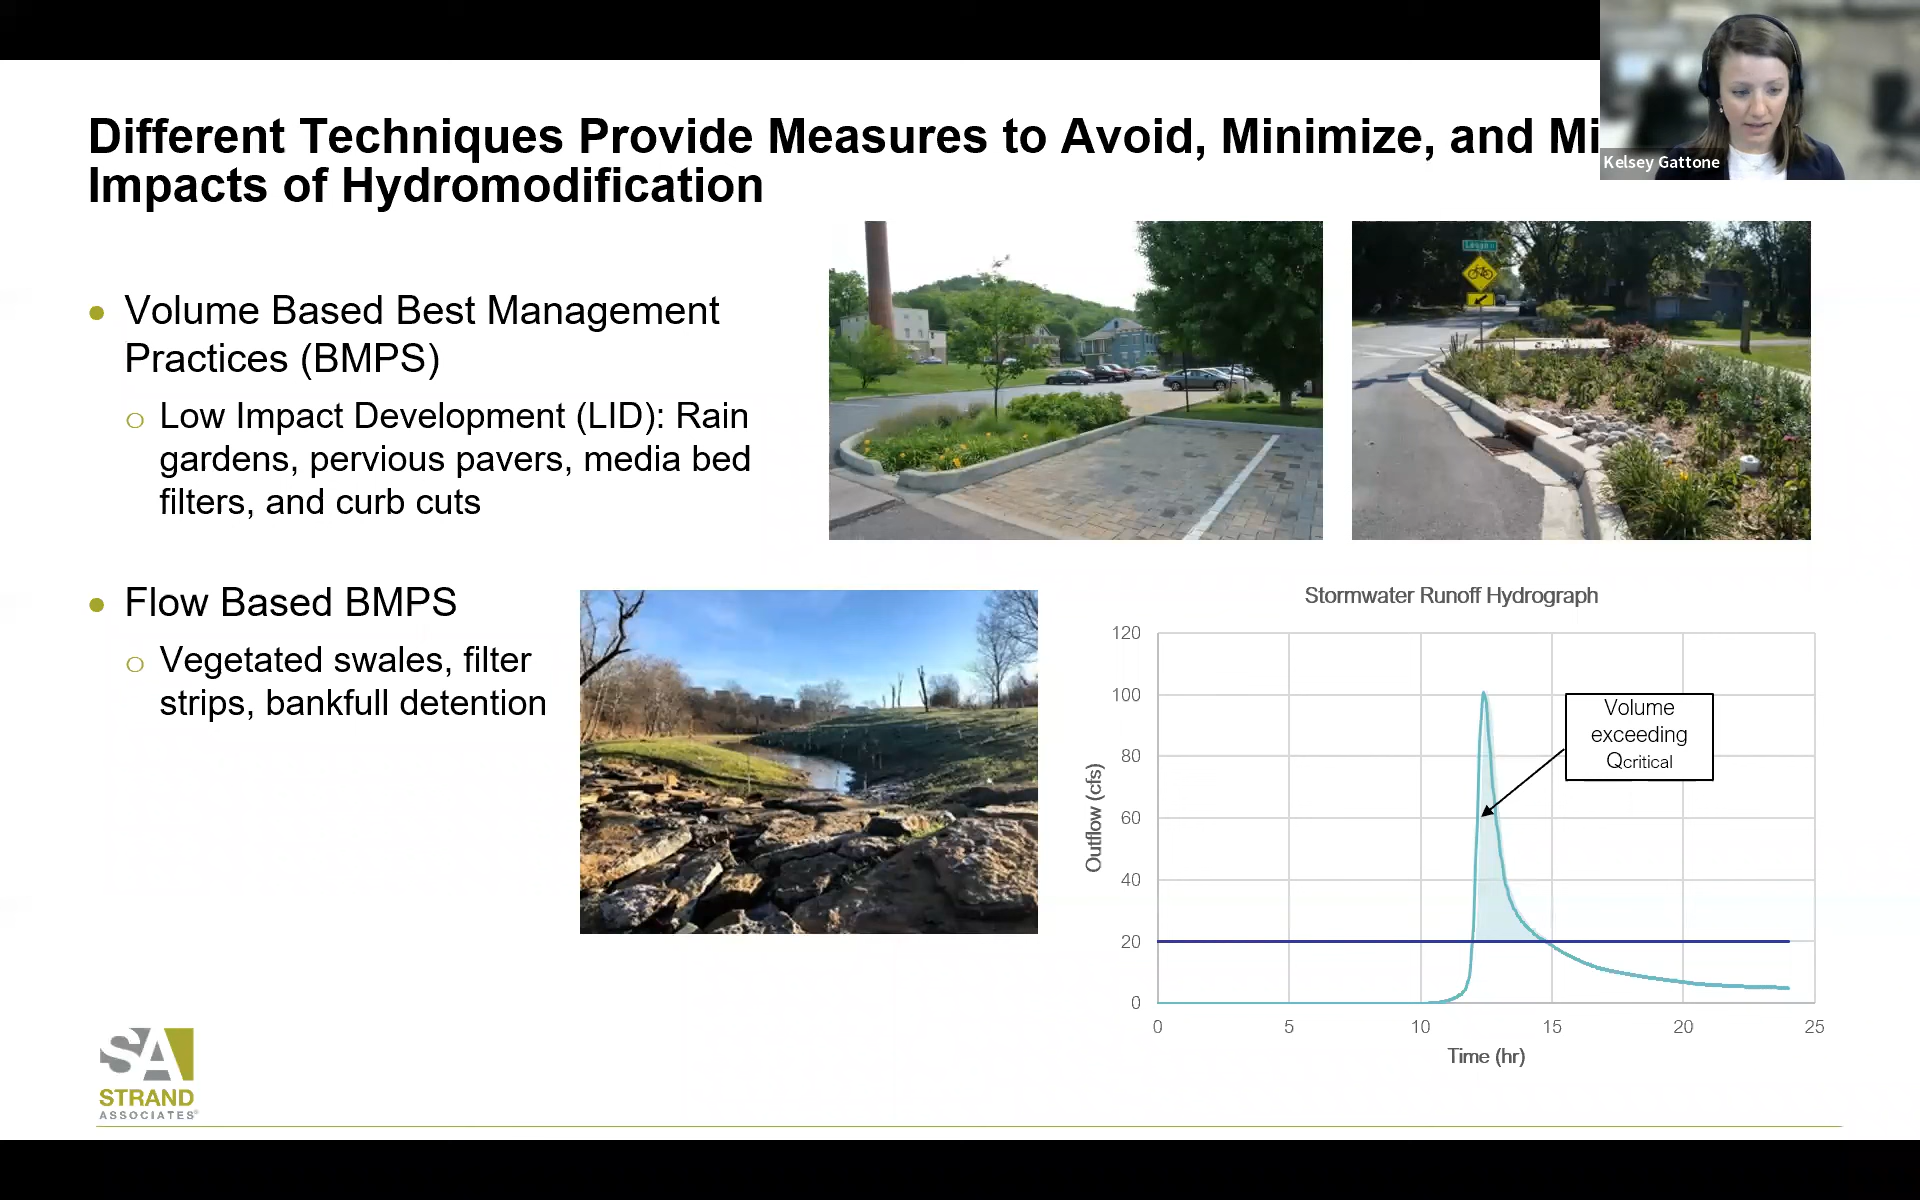 Different Techniques Provide Measures to Avoid, Minimize, and Mi
Impacts of Hydromodification
Kelsey Gattone
Volume Based Best Management
Practices (BMPS)
Low Impact Development (LID): Rain
gardens, pervious pavers, media bed
filters, and curb cuts
Flow Based BMPS
Vegetated swales, filter
strips, bankfull detention
Stormwater Runoff Hydrograph
120
100
80
60
40
20
0
Outflow (cfs)
Volume
exceeding
Qcritical
0 5 10 15 20 25
Time (hr)
SA
STRAND
ASSOCIATES®